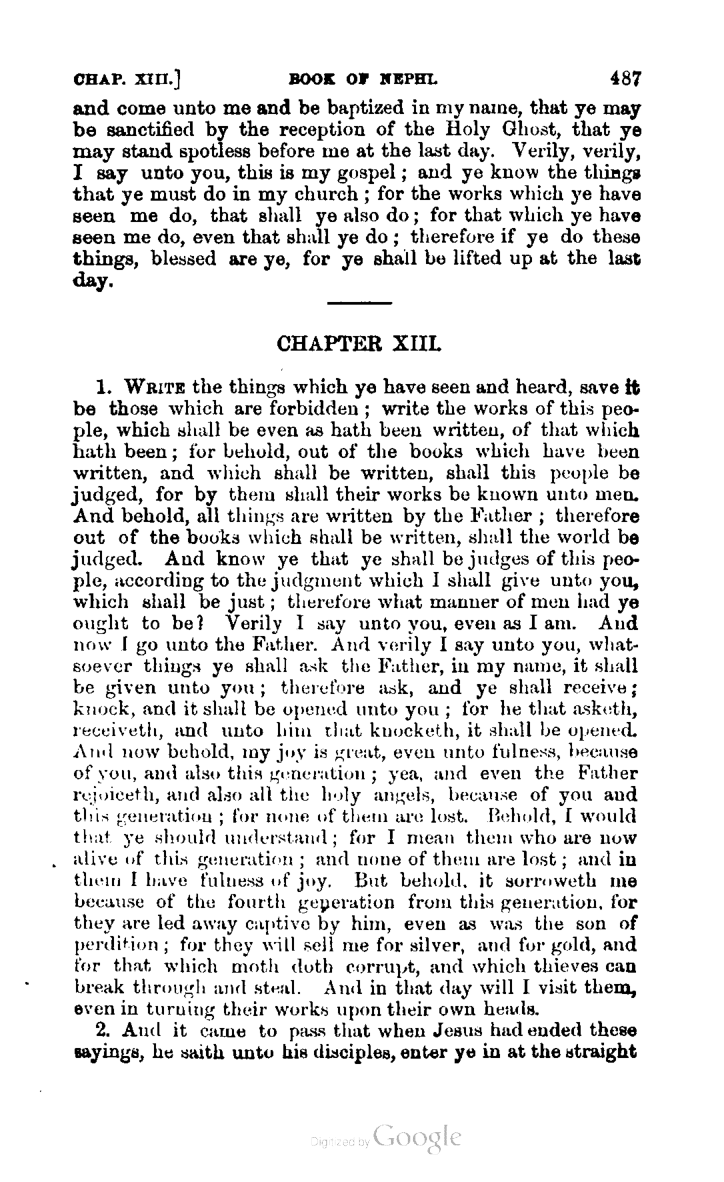 CHAP. XIII.] BOOK OF NEPHI. 487
and come unto me and be baptized in my name, that ye may
be sanctified by the reception of the Holy Ghost, that ye
may stand spotless before me at the last day. Verily, verily,
I say unto you, this is my gospel; and ye know the things
that ye must do in my church; for the works which ye have
seen me do, that shall ye also do; for that which ye have
seen me do, even that shall ye do; therefore if ye do these
things, blessed are ye, for ye shall be lifted up at the last
day.
CHAPTER XIII.
1. WRITE the things which ye have seen and heard, save it
be those which are forbidden; write the works of this peo-
ple, which shall be even as hath been written, of that which
hath been; for behold, out of the books which have been
written, and which shall be written, shall this people be
judged, for by them shall their works be known unto men.
And behold, all things are written by the Father; therefore
out of the books which shall be written, shall the world be
judged. And know ye that ye shall be judges of this peo-
ple, according to the judgment which I shall give unto you,
which shall be just; therefore what manner of men had ye
ought to be? Verily I say unto you, even as I am. And
now I go unto the Father. And verily I say unto you, what-
soever things ye shall ask the Father, in my name, it shall
be given unto you; therefore ask, and ye shall receive;
knock, and it shall be opened unto you; for he that asketh,
receiveth, and unto him that knocketh, it shall be opened.
And now behold, my joy is great, even unto fulness, because
of you, and also this generation; yea, and even the Father
rejoiceth, and also all the holy angels, because of you and
this generation; for none of them are lost. Behold, I would
that ye should understand; for I mean them who are now
alive of this generation; and none of them are lost; and in
them I have fulness of joy. But behold, it sorroweth me
because of the fourth generation from this generation, for
they are led away captive by him, even as was the son of
perdition; for they will sell me for silver, and for gold, and
for that which moth doth corrupt, and which thieves can
break through and steal. And in that day will I visit them,
even in turning their works upon their own heads.
2. And it came to pass that when Jesus had ended these
sayings, he saith unto his disciples, enter ye in at the straight
Digitized by Google